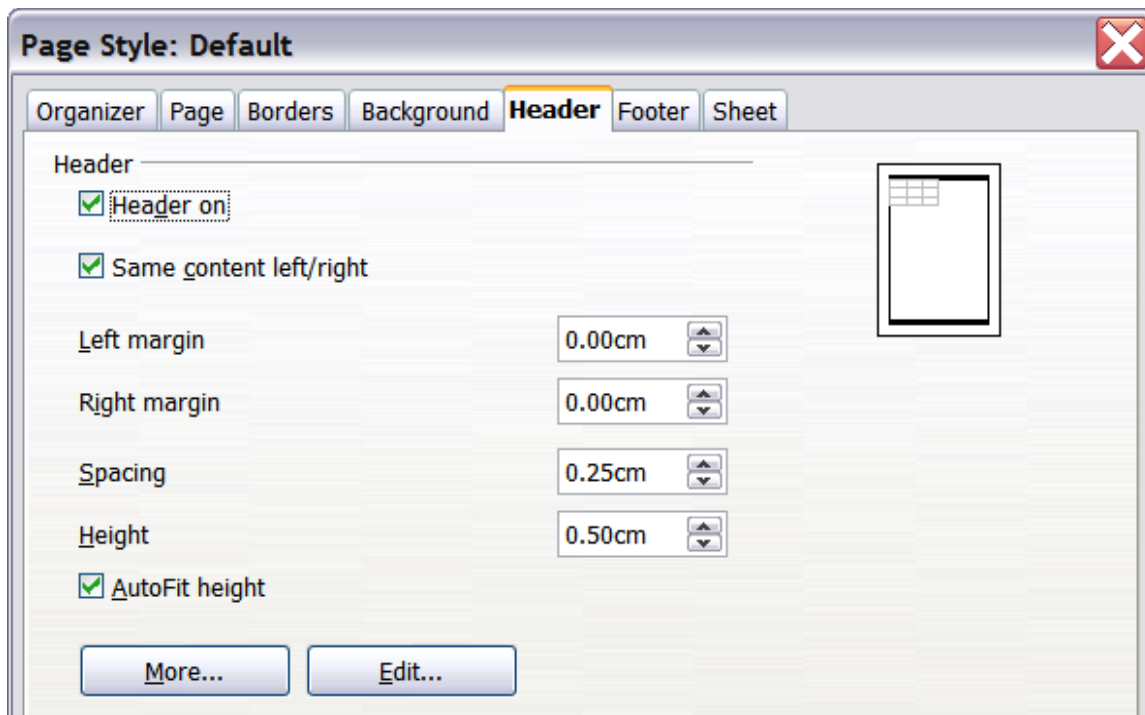 Page Style: Default
Organizer Page Borders Background Header Footer Sheet
Header
Header on
Same content left/right
Left margin 0.00cm
Right margin 0.00cm
Spacing 0.25cm
Height 0.50cm
AutoFit height
More... Edit...